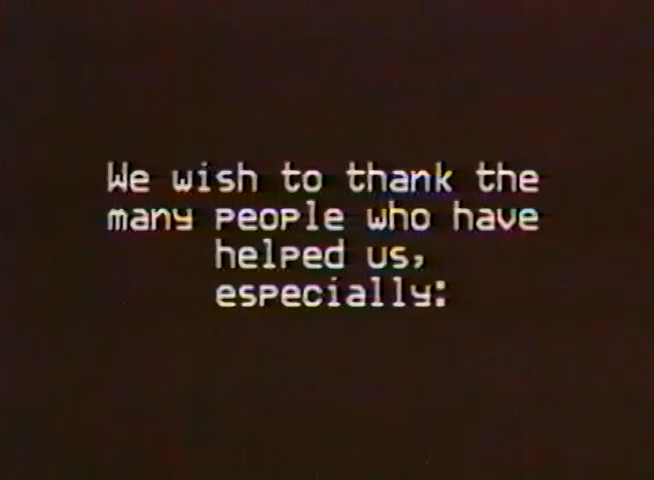 We wish to thank the
many people who have
helped us,
especially: